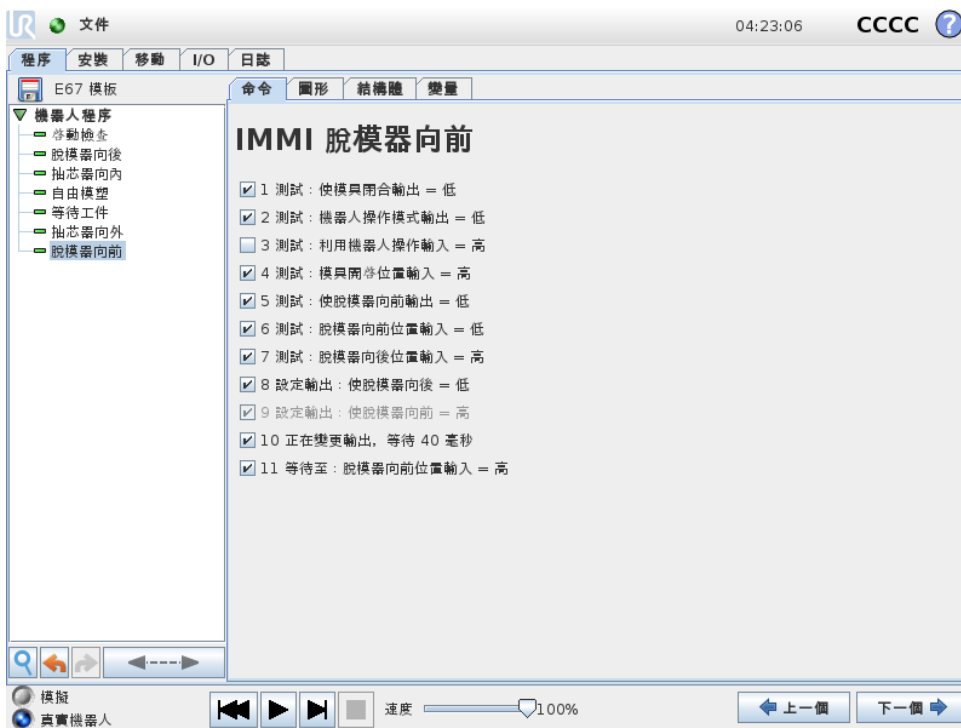 UR 文件 04:23:06 CCCC ?
程序 安裝 移動 I/O 日誌
E67 模板
命令 圖形 結構體 變量
機器人程序
啓動檢查
脫模器向後
抽芯器向內
自由模塑
等待工件
抽芯器向外
脫模器向前
IMMI 脫模器向前
1 測試：使模具閉合輸出 = 低
2 測試：機器人操作模式輸出 = 低
3 測試：利用機器人操作輸入 = 高
4 測試：模具開啓位置輸入 = 高
5 測試：使脫模器向前輸出 = 低
6 測試：脫模器向前位置輸入 = 低
7 測試：脫模器向後位置輸入 = 高
8 設定輸出：使脫模器向後 = 低
9 設定輸出：使脫模器向前 = 高
10 正在變更輸出，等待 40 毫秒
11 等待至：脫模器向前位置輸入 = 高
模擬
真實機器人
速度 100%
上一個 下一個